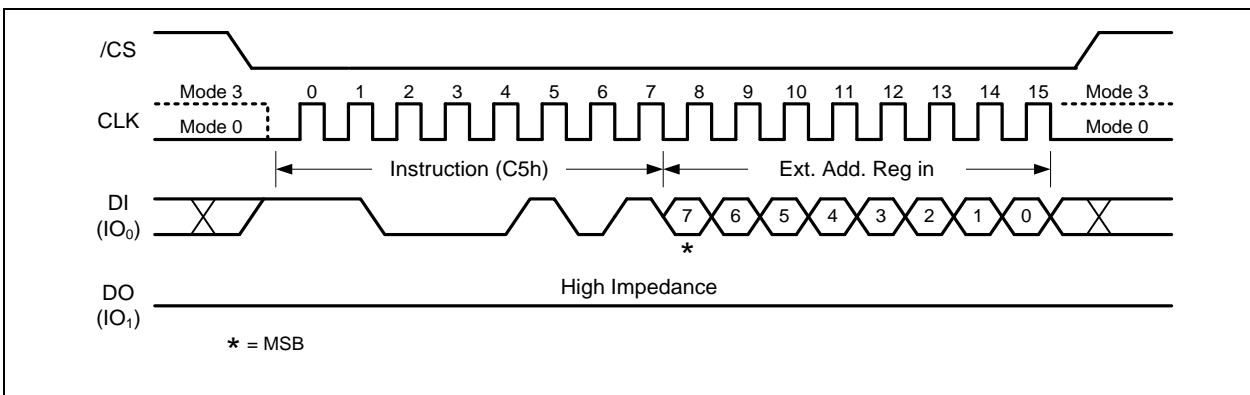 /CS
Mode 3 0 1 2 3 4 5 6 7 8 9 10 11 12 13 14 15 Mode 3
CLK
Mode 0 Mode 0
Instruction (C5h) Ext. Add. Reg in
DI
(IO₀)
7 6 5 4 3 2 1 0
*
High Impedance
DO
(IO₁)
* = MSB